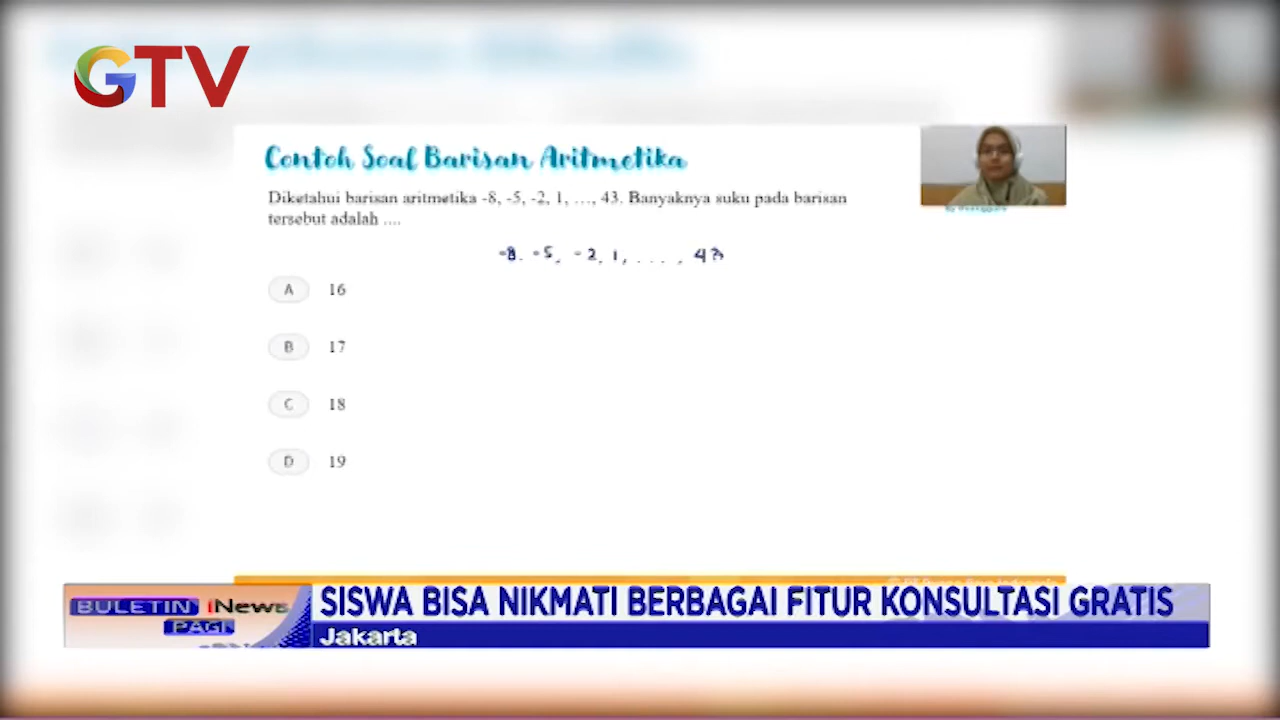 GTV
Contoh Soal Barisan Aritmetika
Diketahui barisan aritmetika -8, -5, -2, 1, ..., 43. Banyaknya suku pada barisan
tersebut adalah ....
-8, -5, -2, 1, ..., 43
A 16
B 17
C 18
D 19
BULETIN iNews
PAGI
SISWA BISA NIKMATI BERBAGAI FITUR KONSULTASI GRATIS
Jakarta